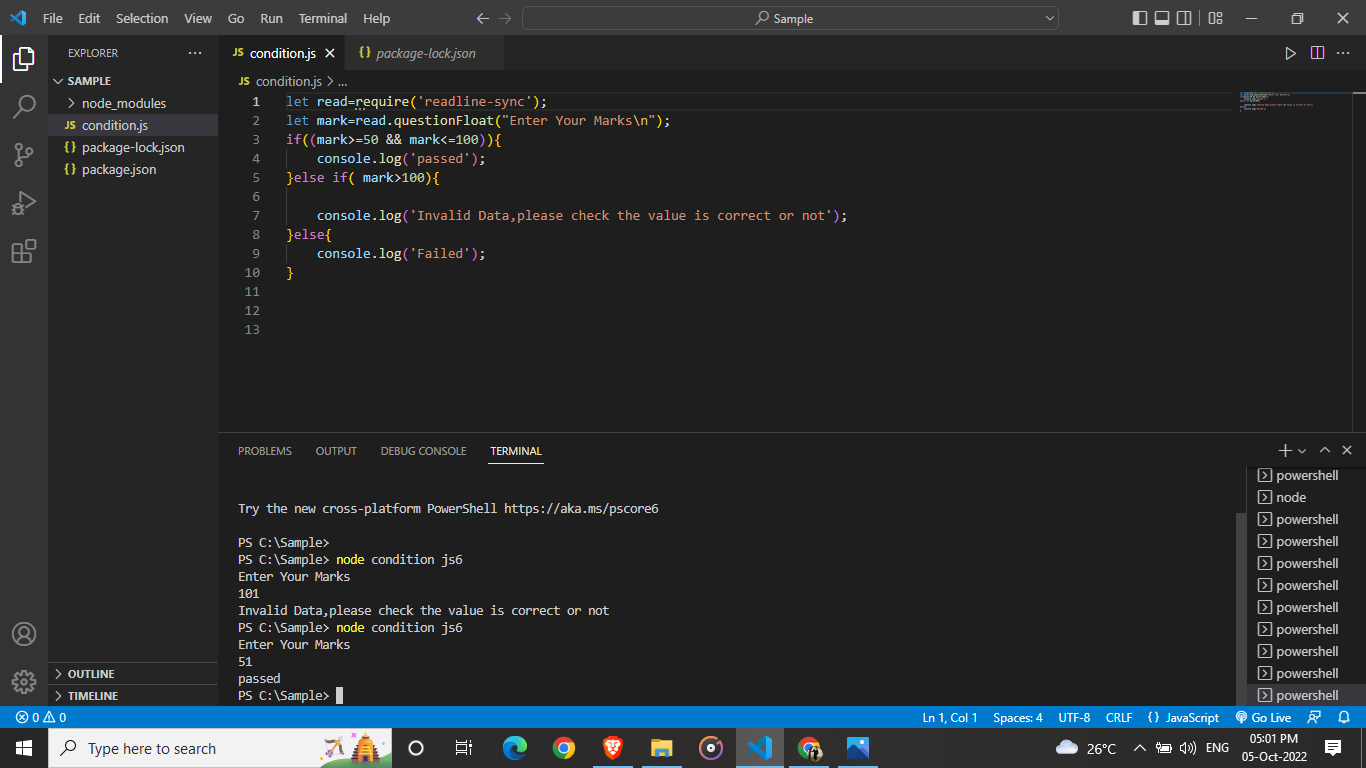 File Edit Selection View Go Run Terminal Help
Sample
EXPLORER
SAMPLE
node_modules
JS condition.js
{} package-lock.json
{} package.json
OUTLINE
TIMELINE
JS condition.js
{} package-lock.json
JS condition.js > ...
1 let read=require('readline-sync');
2 let mark=read.questionFloat("Enter Your Marks\n");
3 if((mark>=50 && mark<=100)){
4 console.log('passed');
5 }else if( mark>100){
6
7 console.log('Invalid Data,please check the value is correct or not');
8 }else{
9 console.log('Failed');
10 }
11
12
13
PROBLEMS OUTPUT DEBUG CONSOLE TERMINAL
Try the new cross-platform PowerShell https://aka.ms/pscore6
PS C:\Sample>
PS C:\Sample> node condition js6
Enter Your Marks
101
Invalid Data,please check the value is correct or not
PS C:\Sample> node condition js6
Enter Your Marks
51
passed
PS C:\Sample>
powershell
node
powershell
powershell
powershell
powershell
powershell
powershell
powershell
powershell
powershell
0 0
Ln 1, Col 1 Spaces: 4 UTF-8 CRLF {} JavaScript Go Live
Type here to search
26°C
ENG
05:01 PM
05-Oct-2022